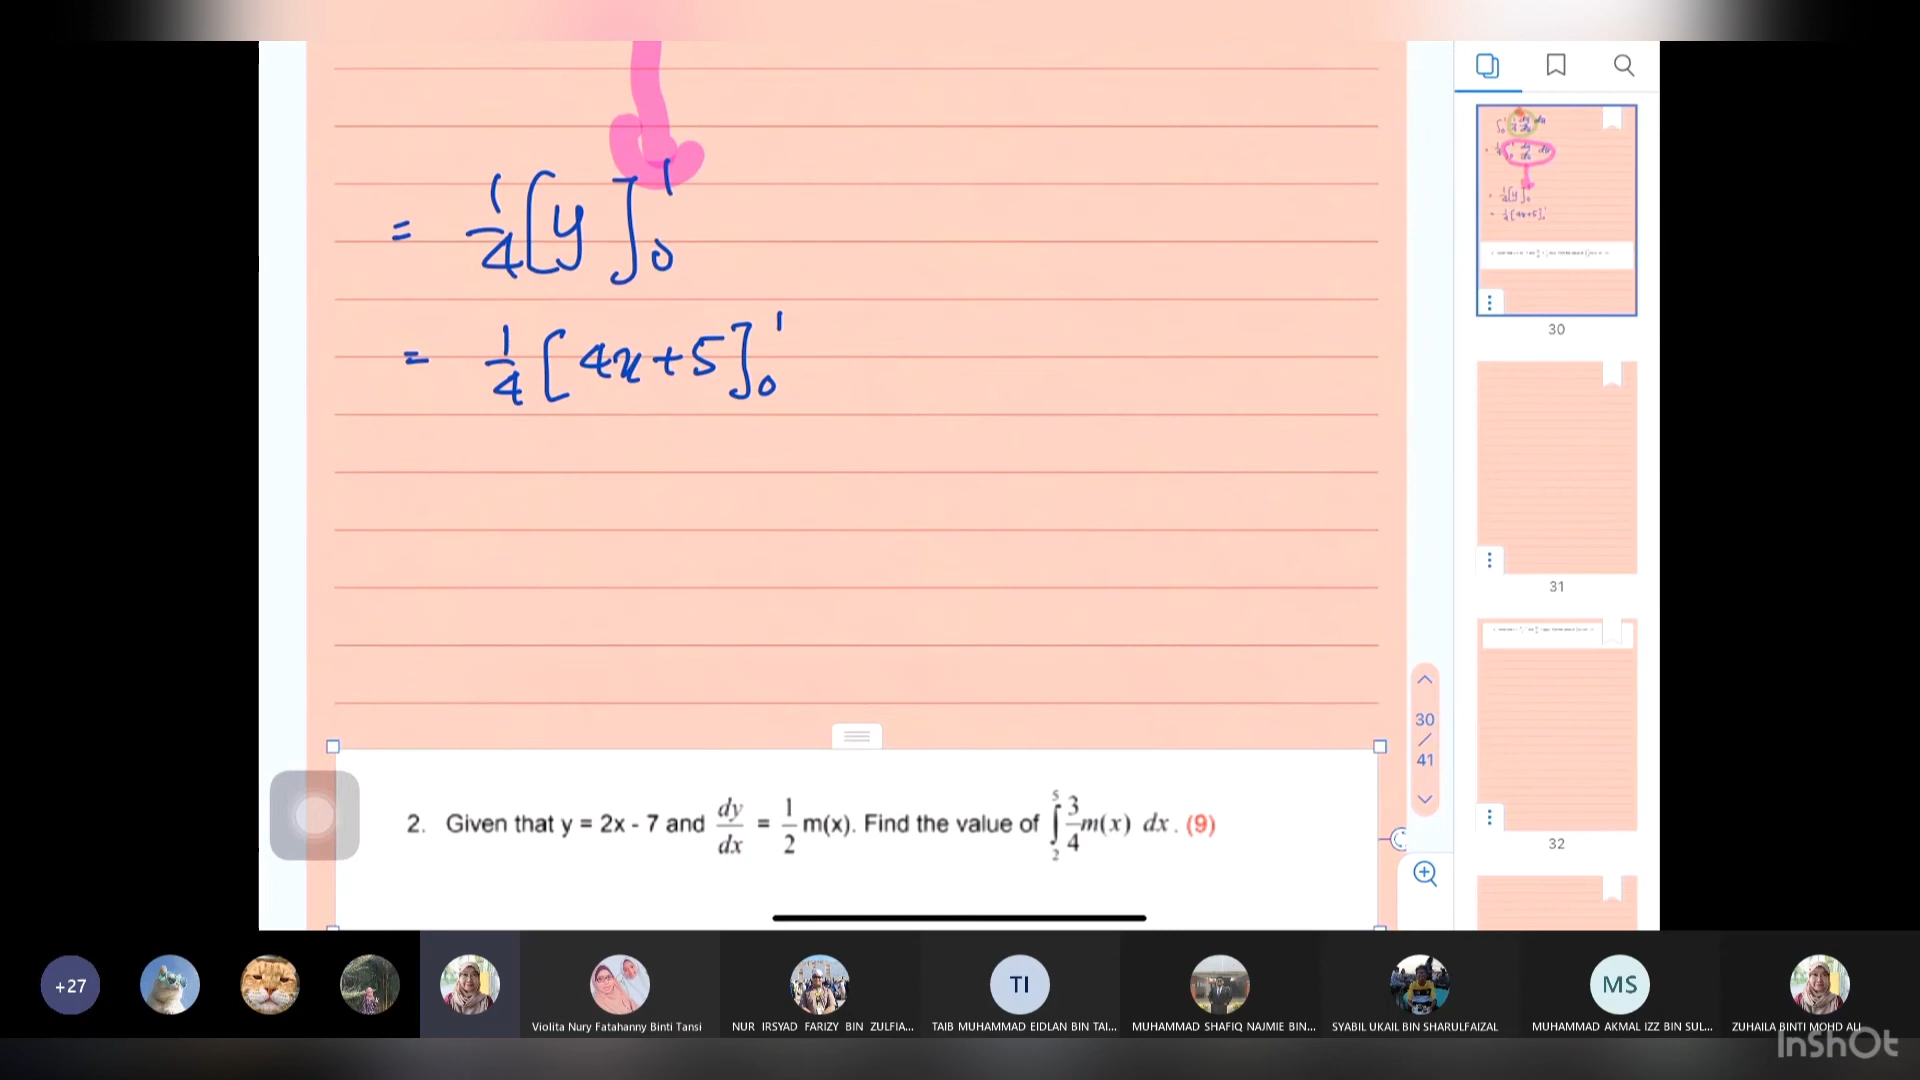 = 1/4 [y]₀¹
= 1/4 [4x+5]₀¹
30
31
30 / 41
32
2. Given that y = 2x - 7 and dy/dx = 1/2 m(x). Find the value of ∫₂⁵ 3/4 m(x) dx. (9)
+27
TI
MS
Violita Nury Fatahanny Binti Tansi
NUR IRSYAD FARIZY BIN ZULFIA...
TAIB MUHAMMAD EIDLAN BIN TAI...
MUHAMMAD SHAFIQ NAJMIE BIN...
SYABIL UKAIL BIN SHARULFAIZAL
MUHAMMAD AKMAL IZZ BIN SUL...
ZUHAILA BINTI MOHD ALI
InShOt